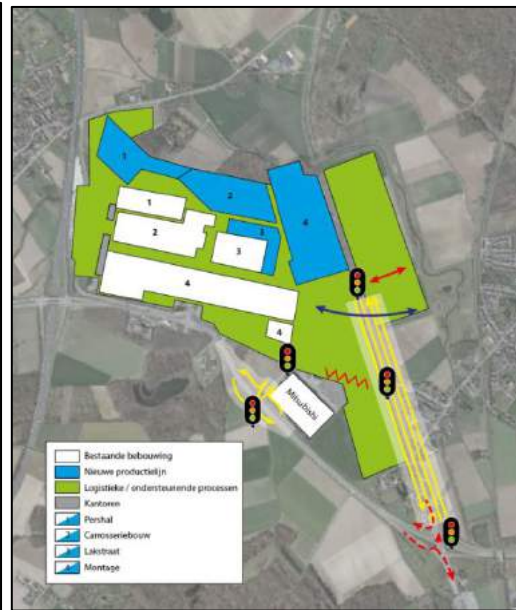 1
2
1
2
3
3
4
4
4
Mitsubishi
Bestaande bebouwing
Nieuwe productielijn
Logistieke / ondersteunende processen
Kantoren
Pershal
Carrosseriebouw
Lakstraat
Montage